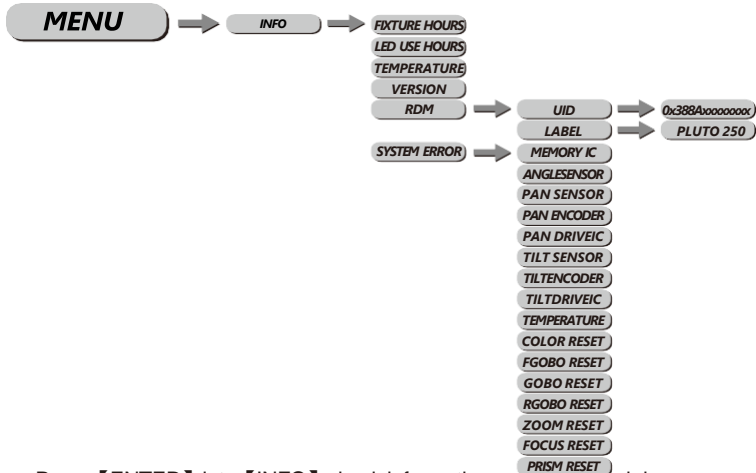 MENU INFO FIXTURE HOURS
LED USE HOURS
TEMPERATURE
VERSION
RDM UID 0x388Axxxxxxxx
LABEL PLUTO 250
SYSTEM ERROR MEMORY IC
ANGLESENSOR
PAN SENSOR
PAN ENCODER
PAN DRIVEIC
TILT SENSOR
TILTENCODER
TILTDRIVEIC
TEMPERATURE
COLOR RESET
FGOBO RESET
GOBO RESET
RGOBO RESET
ZOOM RESET
FOCUS RESET
PRISM RESET
【ENTER】 【INFO】